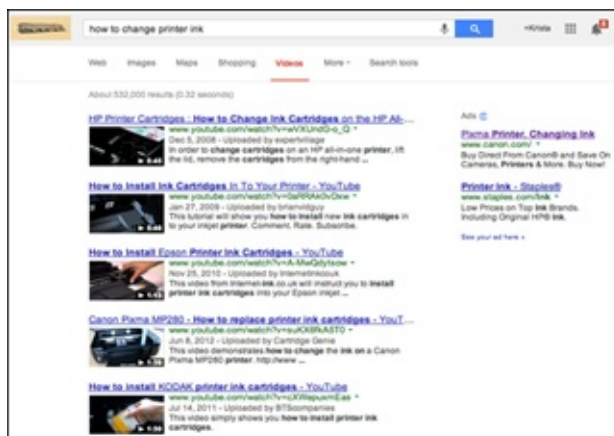 how to change printer ink
+Krista
Web Images Maps Shopping Videos More Search tools
About 532,000 results (0.32 seconds)
HP Printer Cartridges : How to Change Ink Cartridges on the HP All-...
Dec 5, 2008 - Uploaded by expertvillage
In order to change cartridges on an HP all-in-one printer, lift
the lid, remove the cartridges from the right-hand ...
How to Install Ink Cartridges In To Your Printer - YouTube
Jan 27, 2009 - Uploaded by brianvidguy
This tutorial will show you how to install new ink cartridges in
to your inkjet printer. Comment. Rate. Subscribe.
How to Install Epson Printer Ink Cartridges - YouTube
www.youtube.com/watch?v=A-MwQdytsow
Nov 25, 2010 - Uploaded by Internetinkcouk
This video from Internet-ink.co.uk will instruct you to install
printer ink cartridges into your Epson inkjet ...
Canon Pixma MP280 - How to replace printer ink cartridges - YouT...
Jun 8, 2012 - Uploaded by Cartridge Genie
This video demonstrates how to change the ink on a Canon
Pixma MP280 printer. http://www ...
How to install KODAK printer ink cartridges - YouTube
Jul 14, 2011 - Uploaded by BTScompanies
This video simply shows you how to install printer ink
cartridges.
Ads
Pixma Printer, Changing Ink
www.canon.com/
Buy Direct From Canon® and Save On
Cameras, Printers & More. Buy Now!
Printer Ink - Staples®
www.staples.com/Ink
Low Prices on Top Ink Brands.
Including Original HP® Ink.
See your ad here »